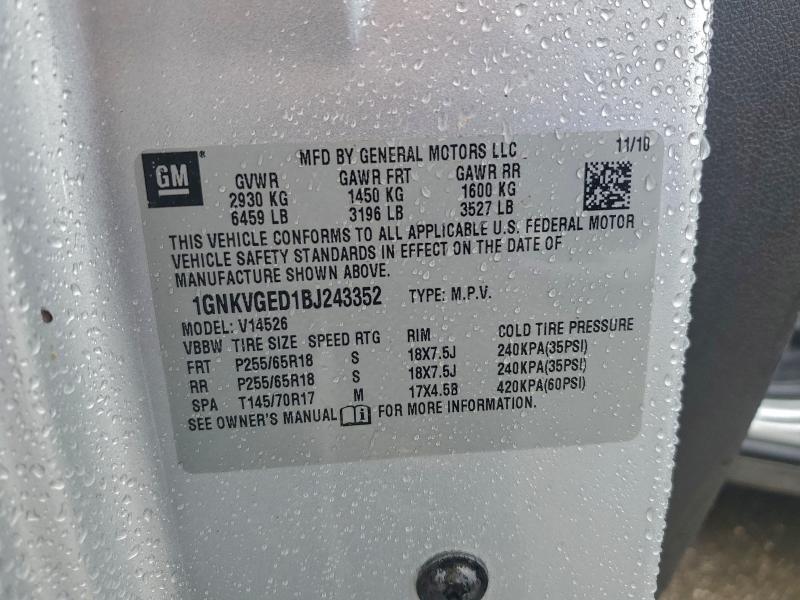 GM® MFD BY GENERAL MOTORS LLC 11/10
GVWR GAWR FRT GAWR RR
2930 KG 1450 KG 1600 KG
6459 LB 3196 LB 3527 LB
THIS VEHICLE CONFORMS TO ALL APPLICABLE U.S. FEDERAL MOTOR
VEHICLE SAFETY STANDARDS IN EFFECT ON THE DATE OF
MANUFACTURE SHOWN ABOVE.
1GNKVGED1BJ243352 TYPE: M.P.V.
MODEL: V14526
VBBW TIRE SIZE SPEED RTG RIM COLD TIRE PRESSURE
FRT P255/65R18 S 18X7.5J 240KPA(35PSI)
RR P255/65R18 S 18X7.5J 240KPA(35PSI)
SPA T145/70R17 M 17X4.5B 420KPA(60PSI)
SEE OWNER'S MANUAL FOR MORE INFORMATION.